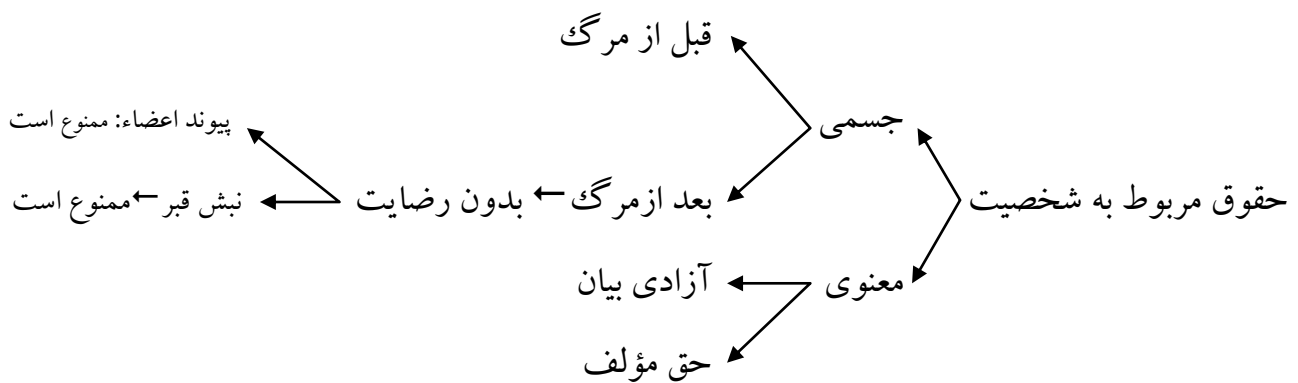 قبل از مرگ
جسمی
پیوند اعضاء: ممنوع است
حقوق مربوط به شخصیت
بعد ازمرگ ← بدون رضایت
نبش قبر ← ممنوع است
معنوی
آزادی بیان
حق مؤلف